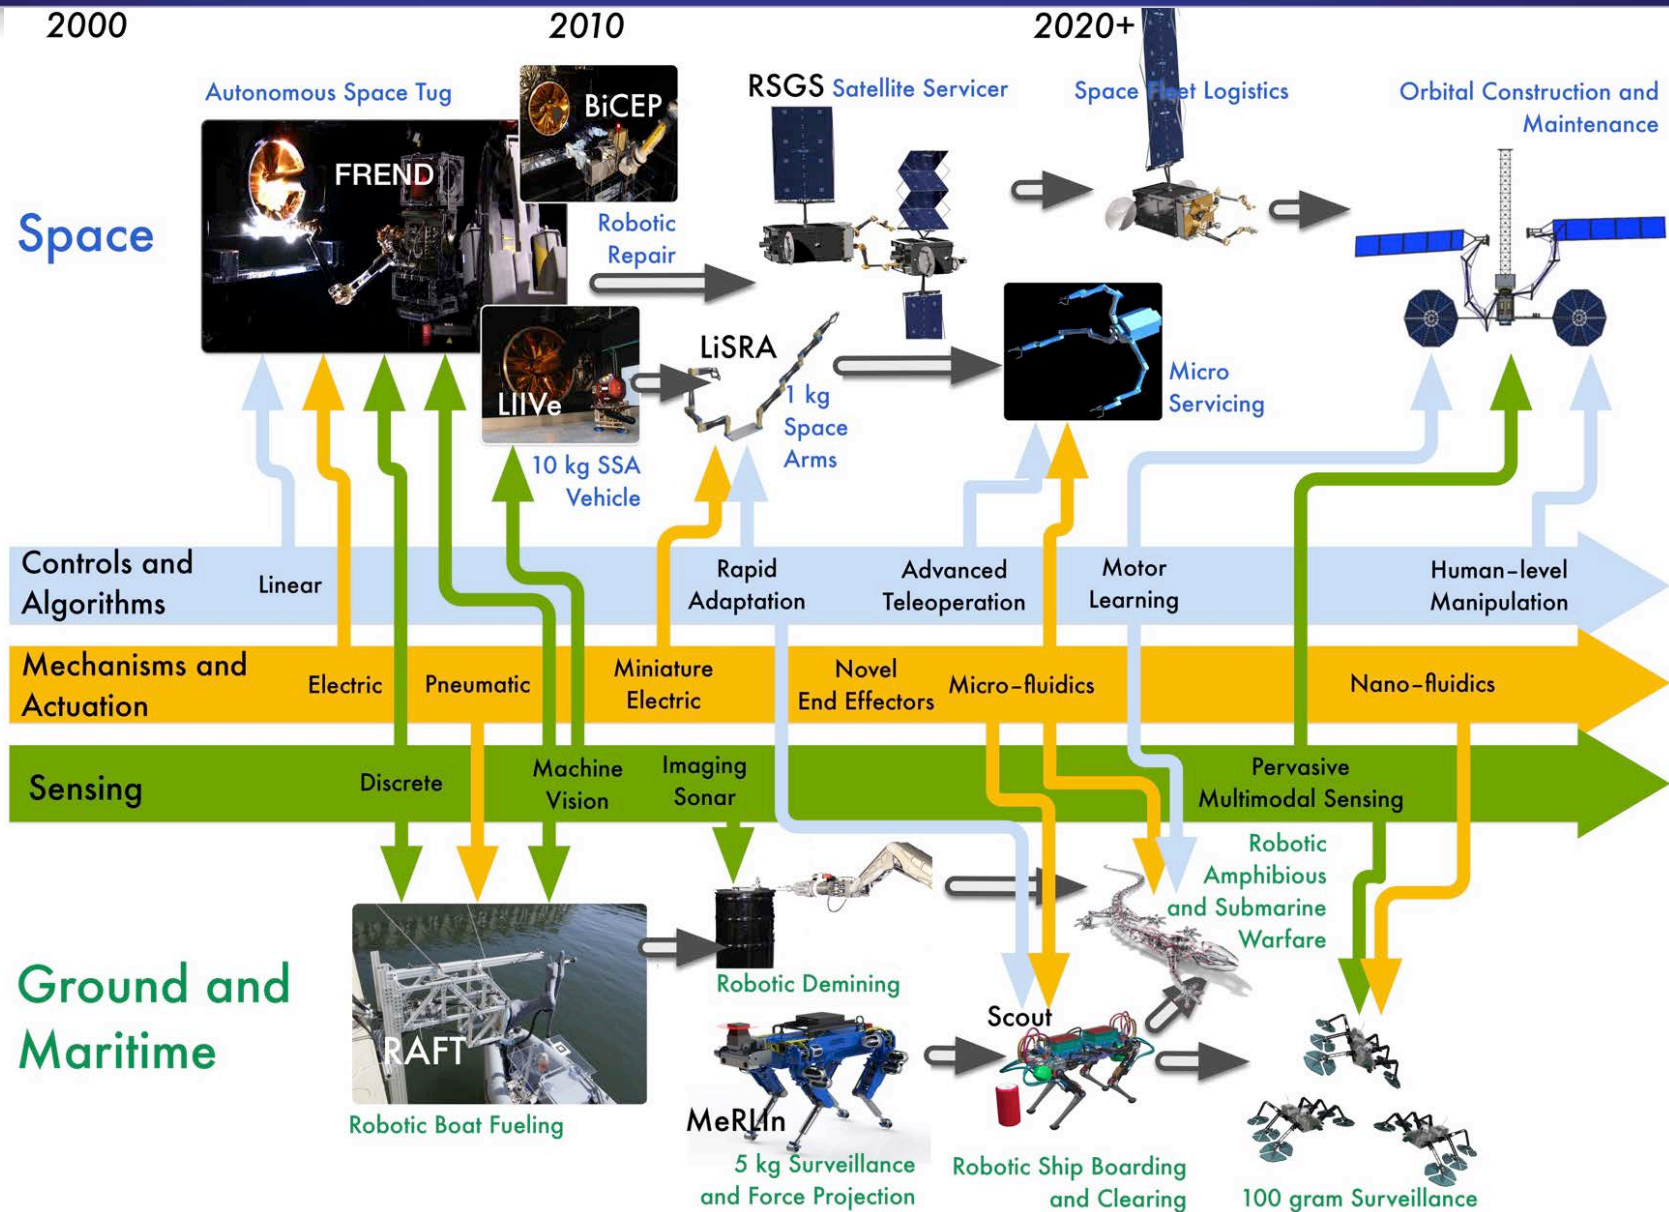 2000
2010
2020+
Autonomous Space Tug
FREND
BiCEP
RSGS Satellite Servicer
Space Fleet Logistics
Orbital Construction and
Maintenance
Space
Robotic
Repair
LIIVe
10 kg SSA
Vehicle
LiSRA
1 kg
Space
Arms
Micro
Servicing
Controls and
Algorithms
Linear
Rapid
Adaptation
Advanced
Teleoperation
Motor
Learning
Human-level
Manipulation
Mechanisms and
Actuation
Electric
Pneumatic
Miniature
Electric
Novel
End Effectors
Micro-fluidics
Nano-fluidics
Sensing
Discrete
Machine
Vision
Imaging
Sonar
Pervasive
Multimodal Sensing
Ground and
Maritime
RAFT
Robotic Boat Fueling
Robotic Demining
MeRLIn
5 kg Surveillance
and Force Projection
Scout
Robotic Ship Boarding
and Clearing
Robotic
Amphibious
and Submarine
Warfare
100 gram Surveillance